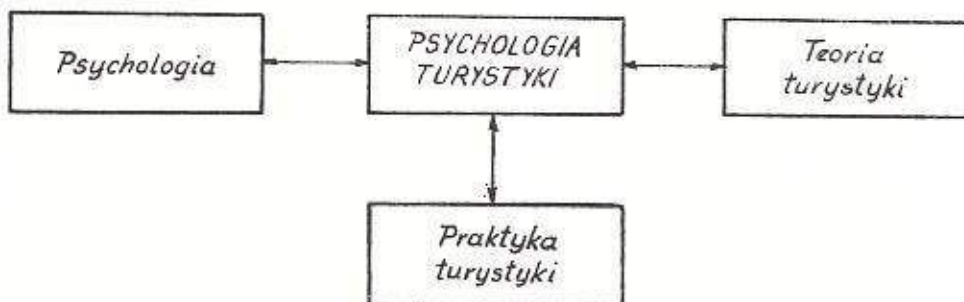 Psychologia
PSYCHOLOGIA
TURYSTYKI
Teoria
turystyki
Praktyka
turystyki